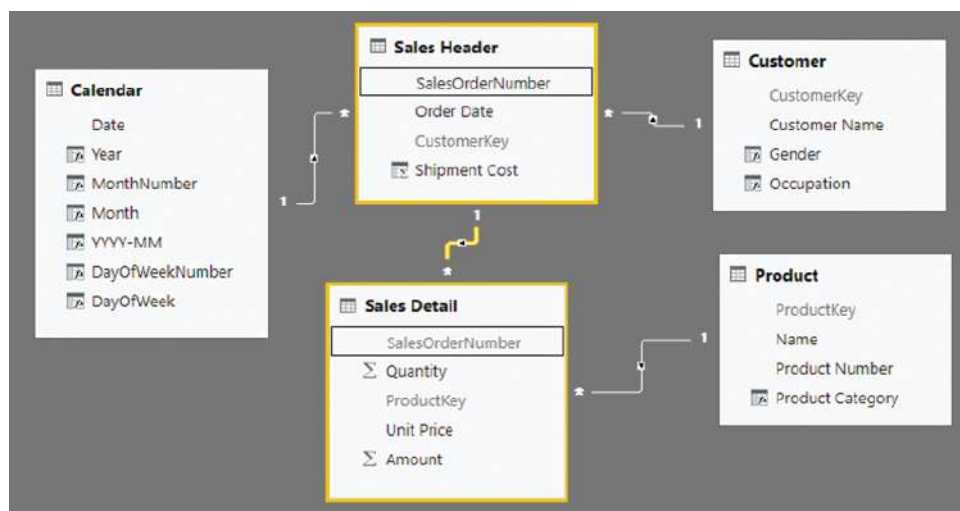 Calendar
Date
Year
MonthNumber
Month
YYYY-MM
DayOfWeekNumber
DayOfWeek
1
*
Sales Header
SalesOrderNumber
Order Date
CustomerKey
Shipment Cost
*
1
Customer
CustomerKey
Customer Name
Gender
Occupation
1
*
Sales Detail
SalesOrderNumber
Σ Quantity
ProductKey
Unit Price
Σ Amount
*
1
Product
ProductKey
Name
Product Number
Product Category